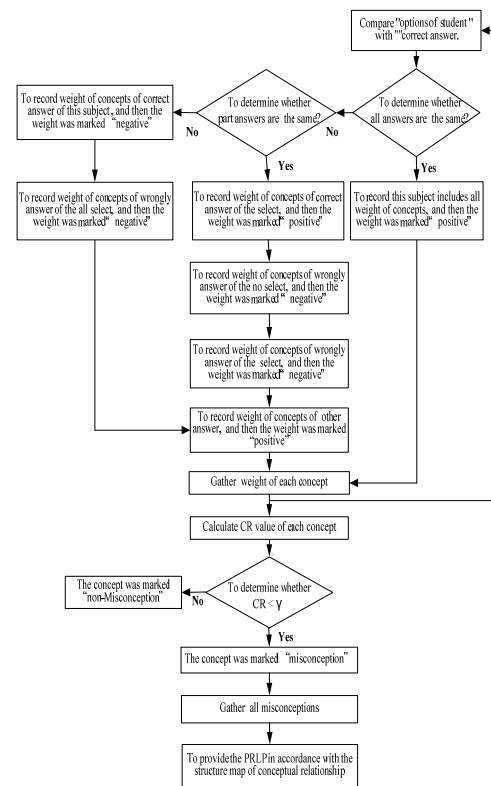 Compare "options of student"
with ""correct answer.
To determine whether
all answers are the same?
No
Yes
To determine whether
part answers are the same?
No
Yes
To record weight of concepts of correct
answer of this subject, and then the
weight was marked “negative”
To record weight of concepts of wrongly
answer of the all select, and then the
weight was marked“ negative”
To record weight of concepts of correct
answer of the select, and then the
weight was marked“ positive”
To record this subject includes all
weight of concepts, and then the
weight was marked “positive”
To record weight of concepts of wrongly
answer of the no select, and then the
weight was marked “ negative”
To record weight of concepts of wrongly
answer of the select, and then the
weight was marked“ negative”
To record weight of concepts of other
answer, and then the weight was marked
“positive”
Gather weight of each concept
Calculate CR value of each concept
To determine whether
CR < γ
No
Yes
The concept was marked
“non-Misconception”
The concept was marked “misconception”
Gather all misconceptions
To provide the PRLP in accordance with the
structure map of conceptual relationship